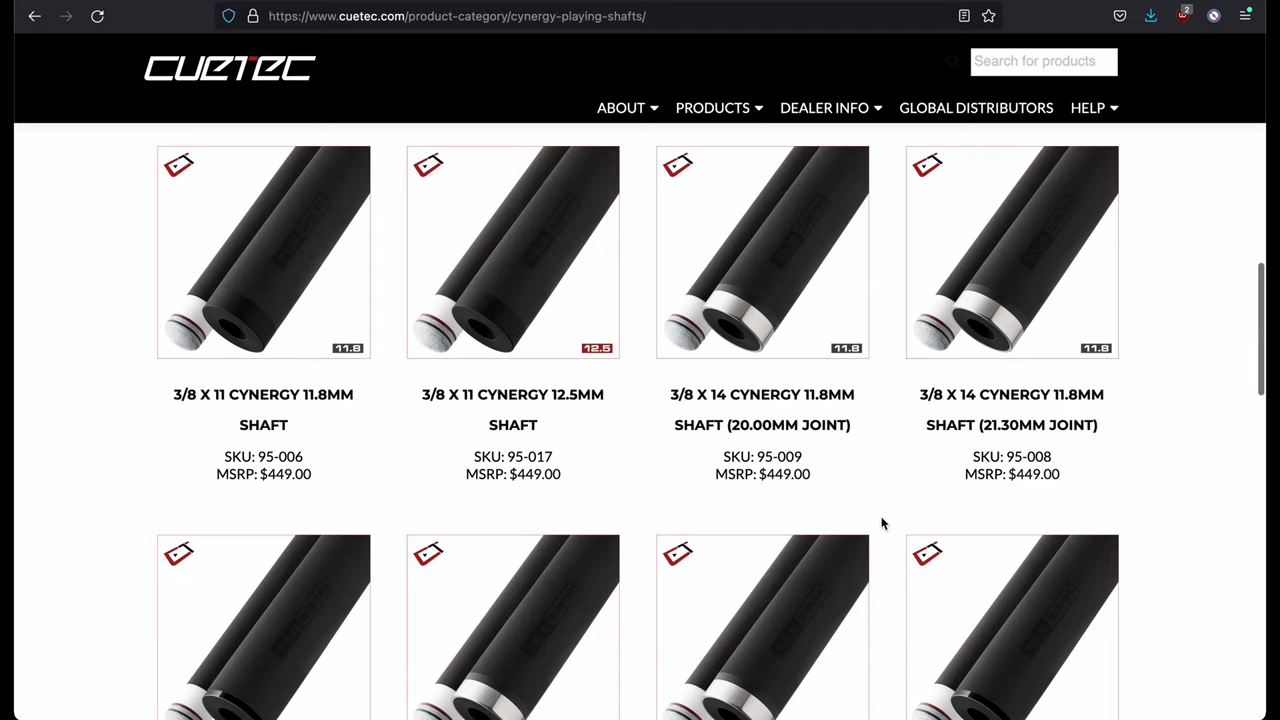 https://www.cuetec.com/product-category/cynergy-playing-shafts/
2
CUETEC
Search for products
ABOUT
PRODUCTS
DEALER INFO
GLOBAL DISTRIBUTORS
HELP
11.8
12.5
11.8
11.8
3/8 X 11 CYNERGY 11.8MM
SHAFT
SKU: 95-006
MSRP: $449.00
3/8 X 11 CYNERGY 12.5MM
SHAFT
SKU: 95-017
MSRP: $449.00
3/8 X 14 CYNERGY 11.8MM
SHAFT (20.00MM JOINT)
SKU: 95-009
MSRP: $449.00
3/8 X 14 CYNERGY 11.8MM
SHAFT (21.30MM JOINT)
SKU: 95-008
MSRP: $449.00